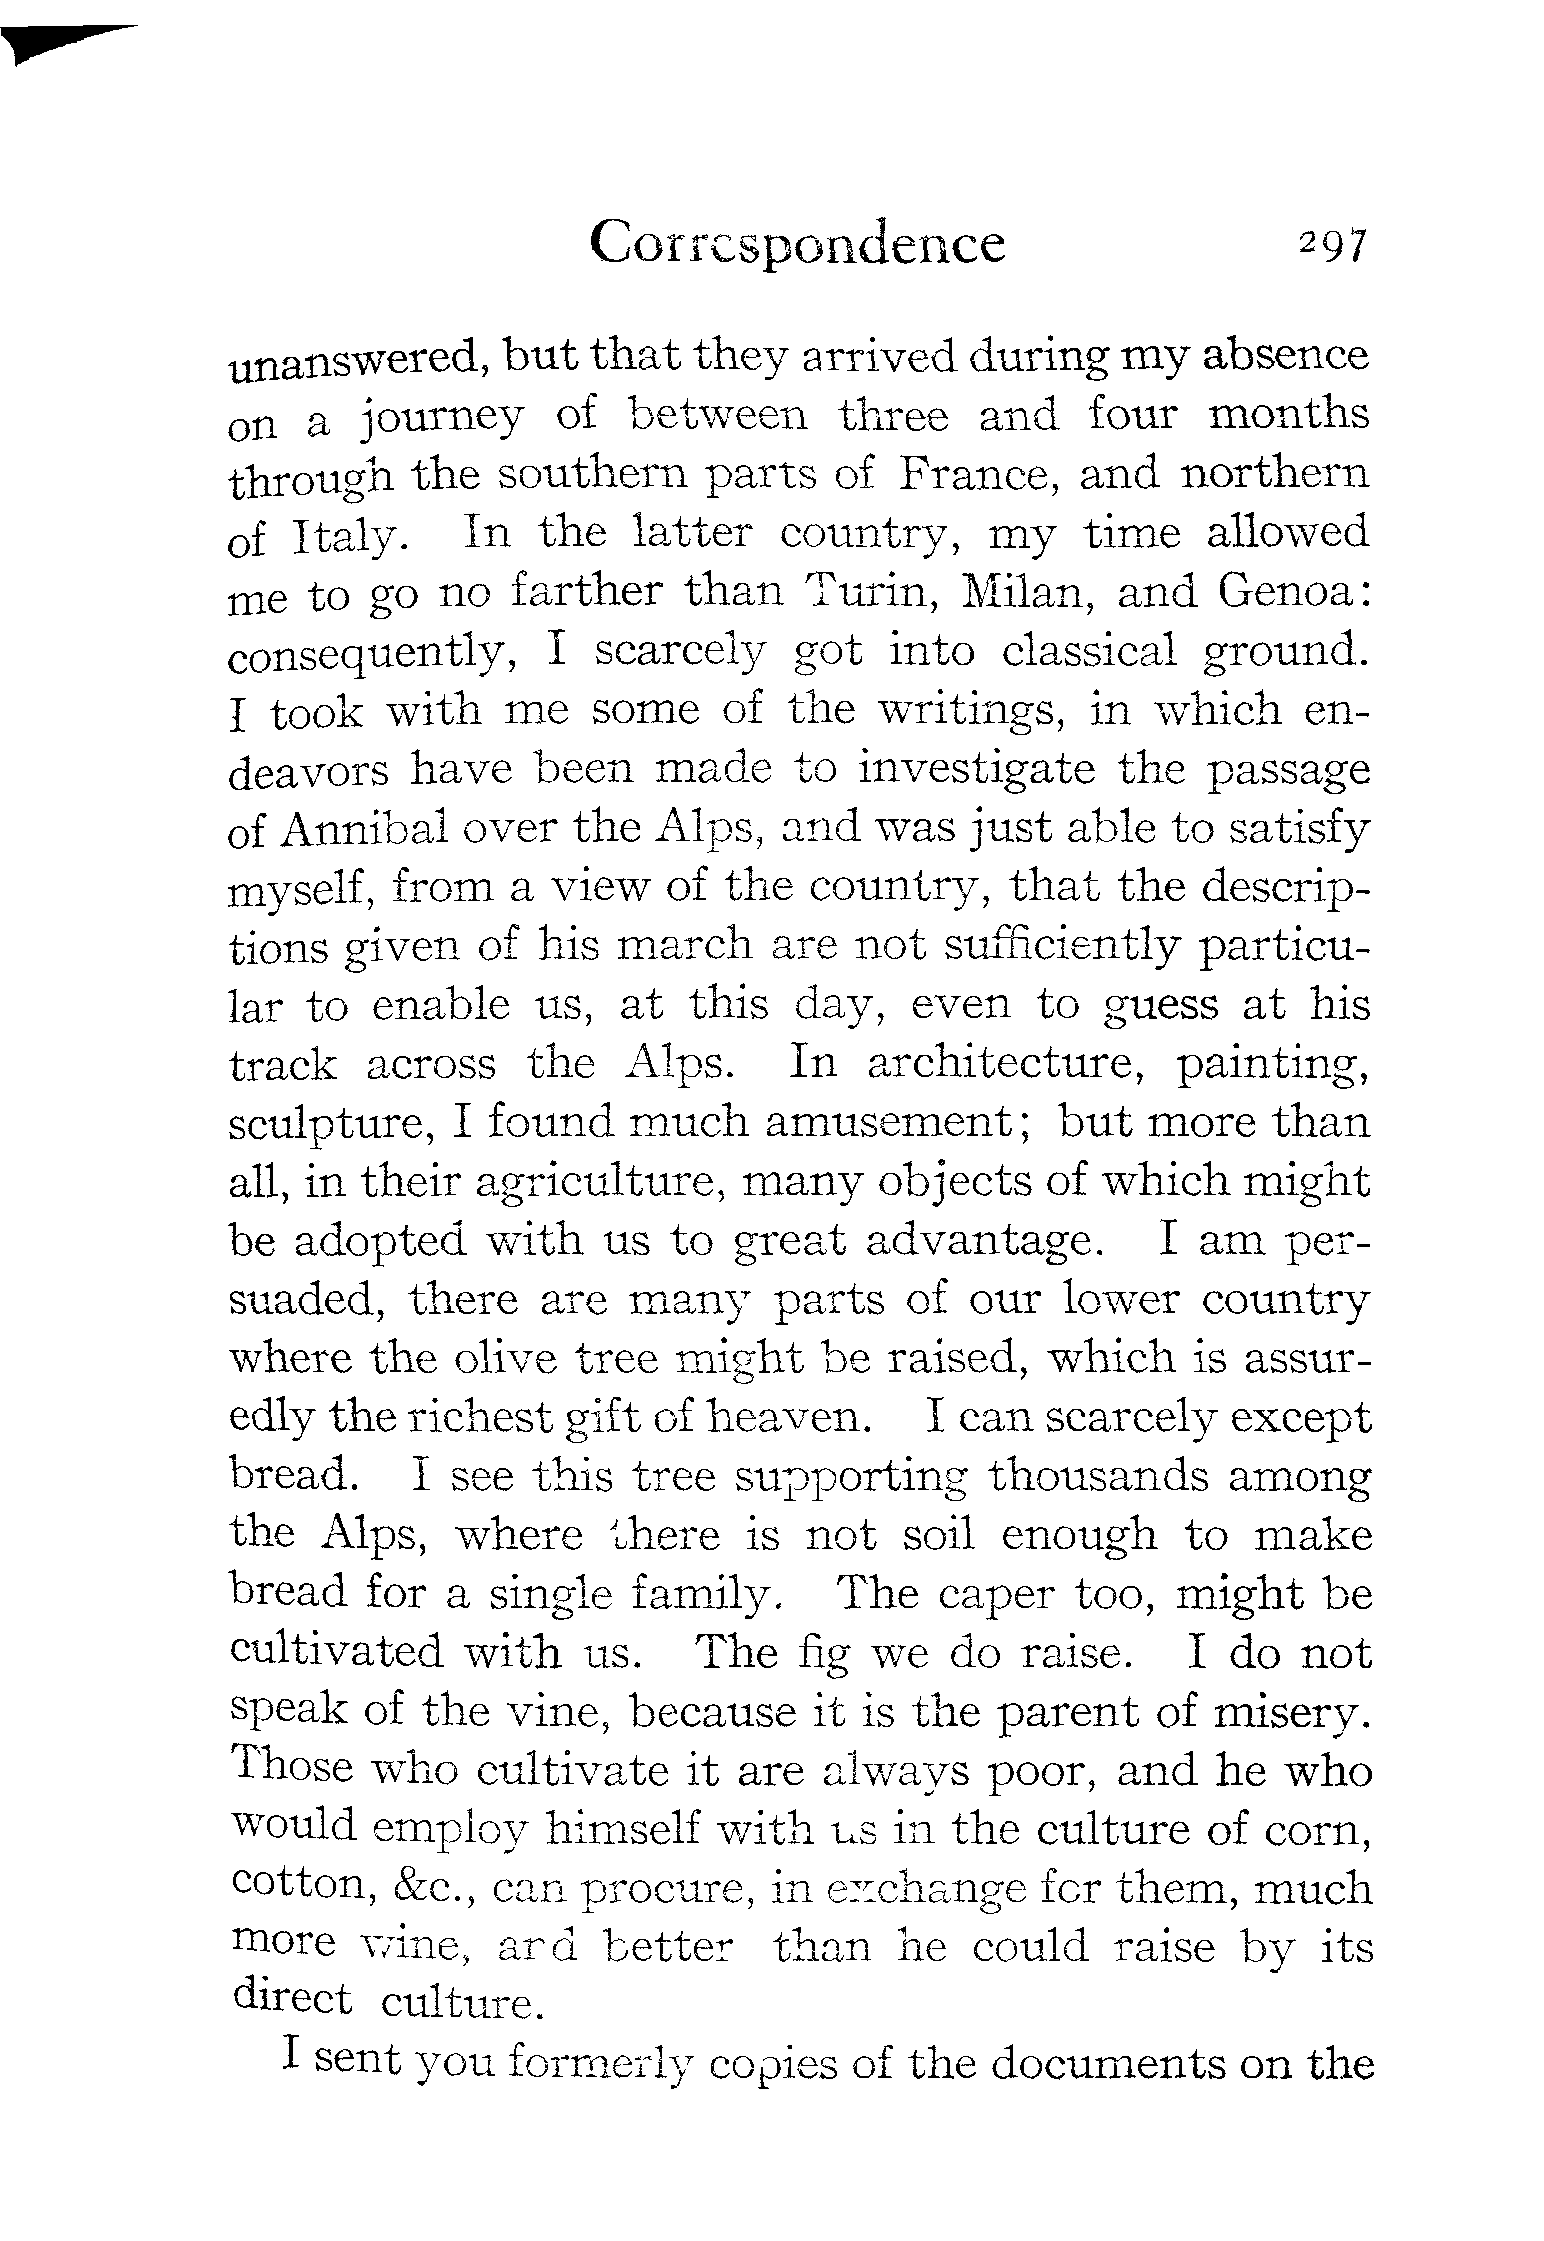 Correspondence 297
unanswered, but that they arrived during my absence
on a journey of between three and four months
through the southern parts of France, and northern
of Italy. In the latter country, my time allowed
me to go no farther than Turin, Milan, and Genoa:
consequently, I scarcely got into classical ground.
I took with me some of the writings, in which en-
deavors have been made to investigate the passage
of Annibal over the Alps, and was just able to satisfy
myself, from a view of the country, that the descrip-
tions given of his march are not sufficiently particu-
lar to enable us, at this day, even to guess at his
track across the Alps. In architecture, painting,
sculpture, I found much amusement; but more than
all, in their agriculture, many objects of which might
be adopted with us to great advantage. I am per-
suaded, there are many parts of our lower country
where the olive tree might be raised, which is assur-
edly the richest gift of heaven. I can scarcely except
bread. I see this tree supporting thousands among
the Alps, where there is not soil enough to make
bread for a single family. The caper too, might be
cultivated with us. The fig we do raise. I do not
speak of the vine, because it is the parent of misery.
Those who cultivate it are always poor, and he who
would employ himself with us in the culture of corn,
cotton, &c., can procure, in exchange for them, much
more wine, and better than he could raise by its
direct culture.
I sent you formerly copies of the documents on the